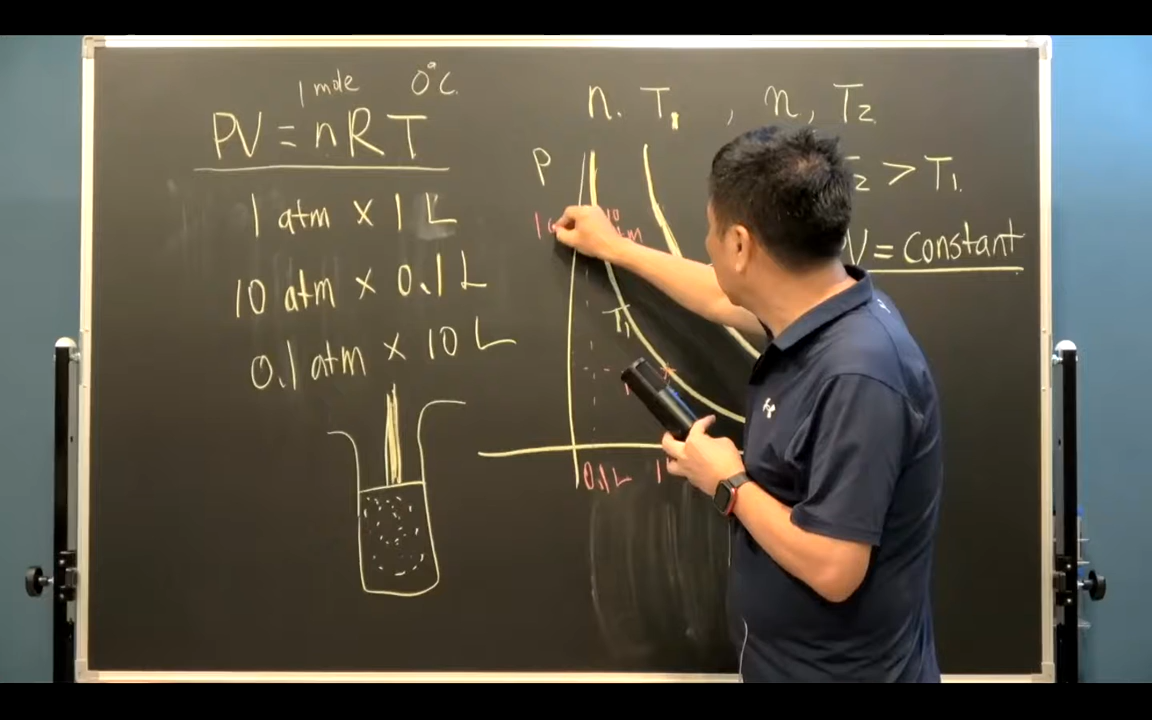 1 mole 0°C.
PV = nRT
1 atm x 1 L
10 atm x 0.1 L
0.1 atm x 10 L
n. T1 , n, T2
T1.
P
V = Constant
10
T1
0.1 L